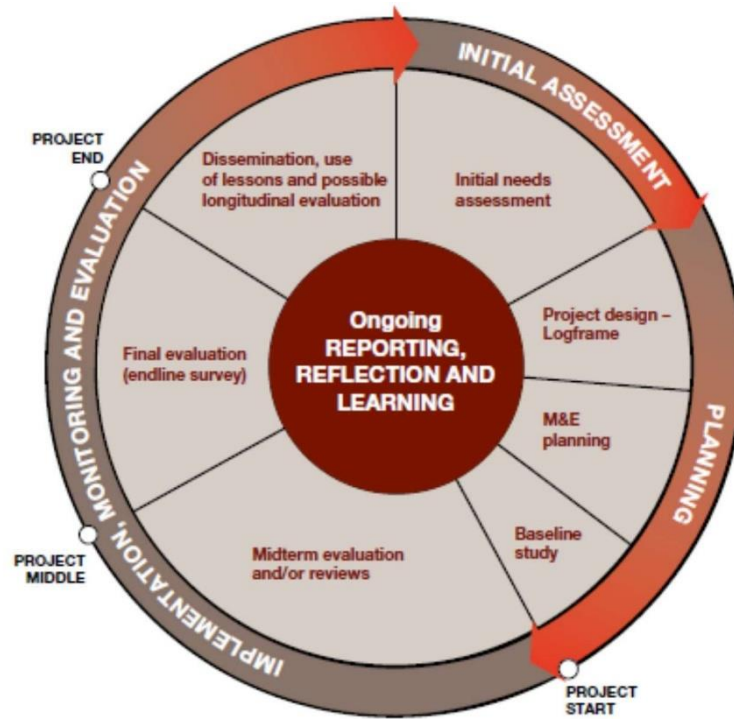 INITIAL ASSESSMENT
PROJECT
END
Dissemination, use
of lessons and possible
longitudinal evaluation
Initial needs
assessment
Project design –
Logframe
M&E
planning
PLANNING
Baseline
study
PROJECT
START
Midterm evaluation
and/or reviews
Final evaluation
(endline survey)
PROJECT
MIDDLE
IMPLEMENTATION, MONITORING AND EVALUATION
Ongoing
REPORTING,
REFLECTION AND
LEARNING